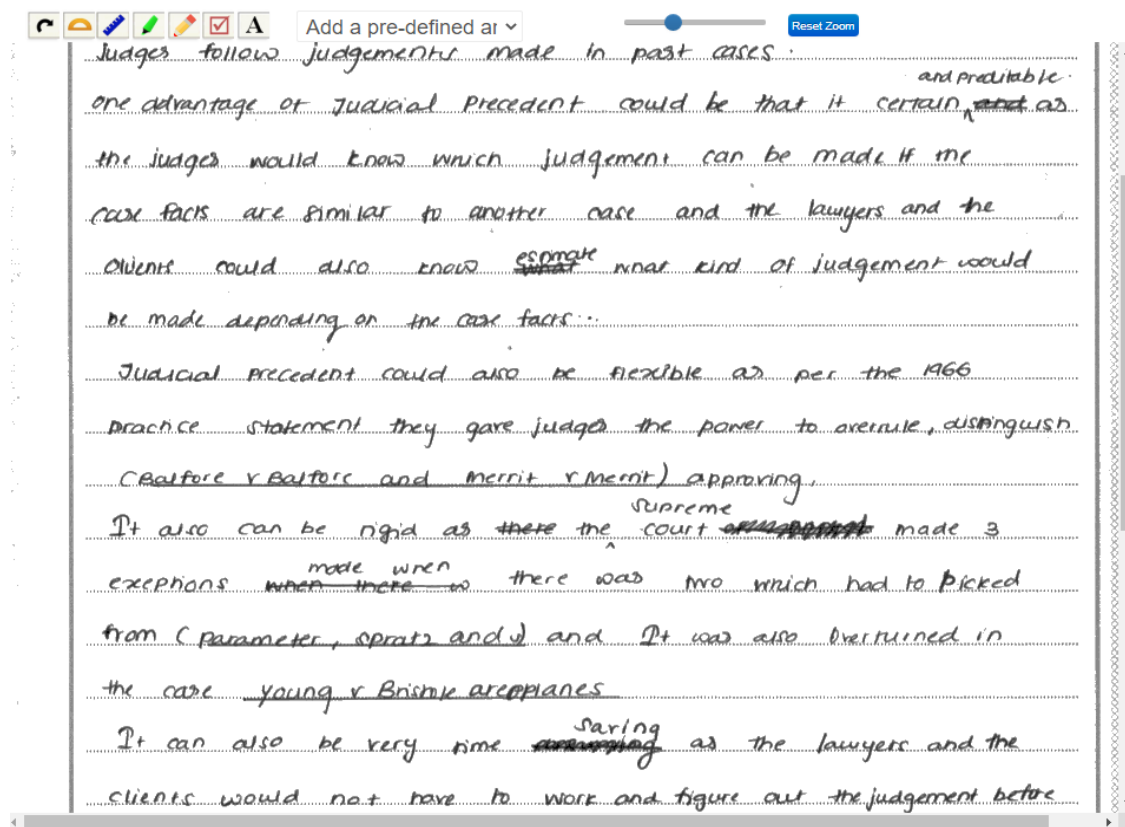 Add a pre-defined ar
Reset Zoom
Judges follow judgements made in past cases.
and preditable.
one advantage of Judicial Precedent could be that it certain ^ and as
the judges would know which judgement can be made if the
case facts are similar to another case and the lawyers and the
clients could also know what kind of judgement would
be made depending on the case facts...
Judicial precedent could also be flexible as per the 1966
practice statement they gave judges the power to overrule, distinguish
(Balfore v Balfore and merrit v Merrit) approving.
supreme
It also can be rigid as there the ^ court made 3
made when
exeptions when there w there was two which had to picked
from (parameter, spratz and v) and It was also Overturned in
the case young v Bristole areoplanes
saving
It can also be very time as the lawyers and the
clients would not have to work and figure out the judgement before